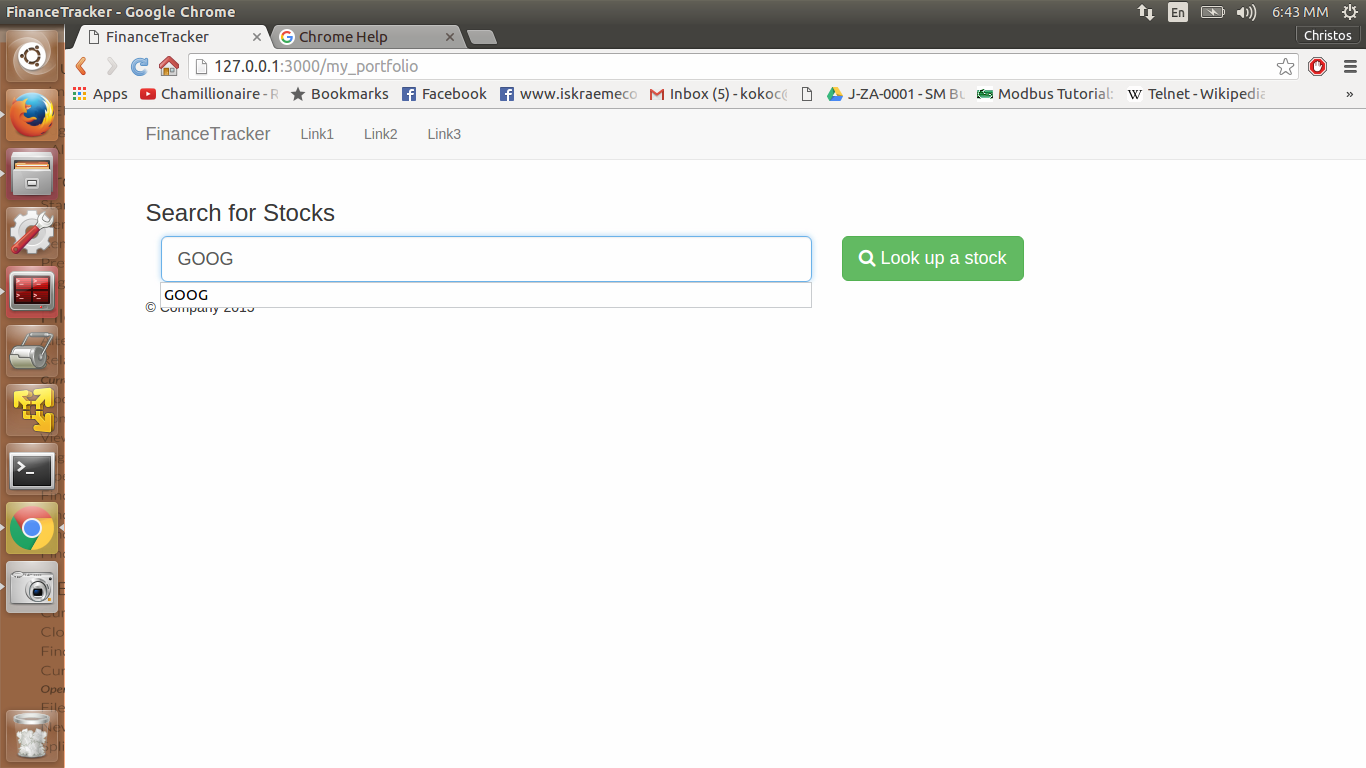 FinanceTracker - Google Chrome
En
6:43 MM
FinanceTracker
Chrome Help
Christos
127.0.0.1:3000/my_portfolio
Apps
Chamillionaire - R
Bookmarks
Facebook
www.iskraemeco
Inbox (5) - kokoc@
J-ZA-0001 - SM Bu
Modbus Tutorial:
Telnet - Wikipedia
»
FinanceTracker
Link1
Link2
Link3
Search for Stocks
GOOG
Look up a stock
GOOG
© Company 2015